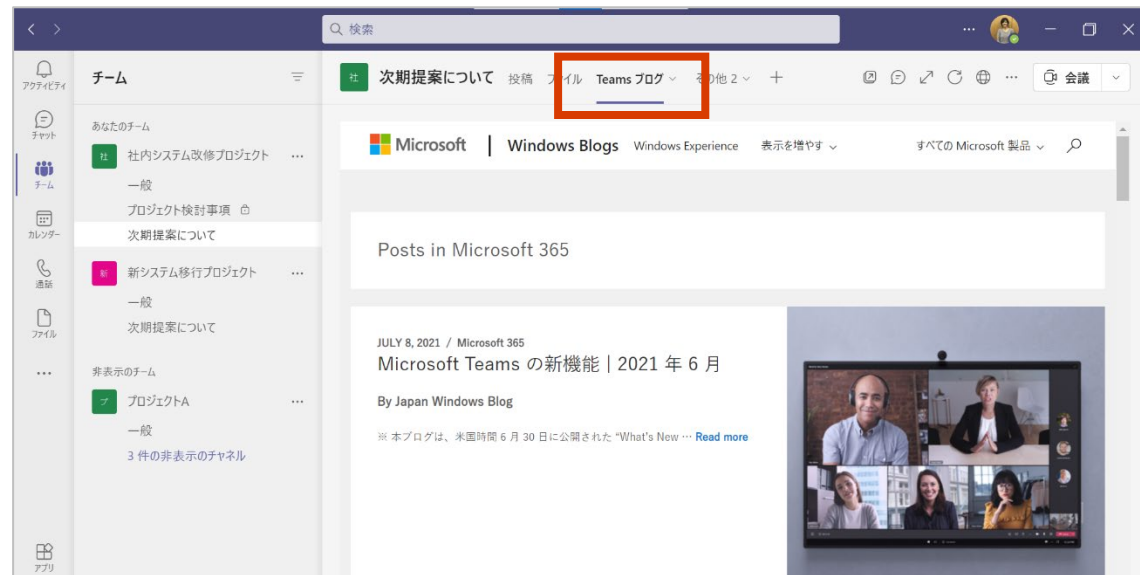 検索
アクティビティ
チャット
チーム
カレンダー
通話
ファイル
アプリ
チーム
あなたのチーム
社 社内システム改修プロジェクト
一般
プロジェクト検討事項
次期提案について
新 新システム移行プロジェクト
一般
次期提案について
非表示のチーム
プ プロジェクトA
一般
3 件の非表示のチャネル
社 次期提案について 投稿 ファイル Teams ブログ その他 2 会議
Microsoft | Windows Blogs Windows Experience 表示を増やす すべての Microsoft 製品
Posts in Microsoft 365
JULY 8, 2021 / Microsoft 365
Microsoft Teams の新機能 | 2021 年 6 月
By Japan Windows Blog
※ 本ブログは、米国時間 6 月 30 日に公開された “What's New … Read more